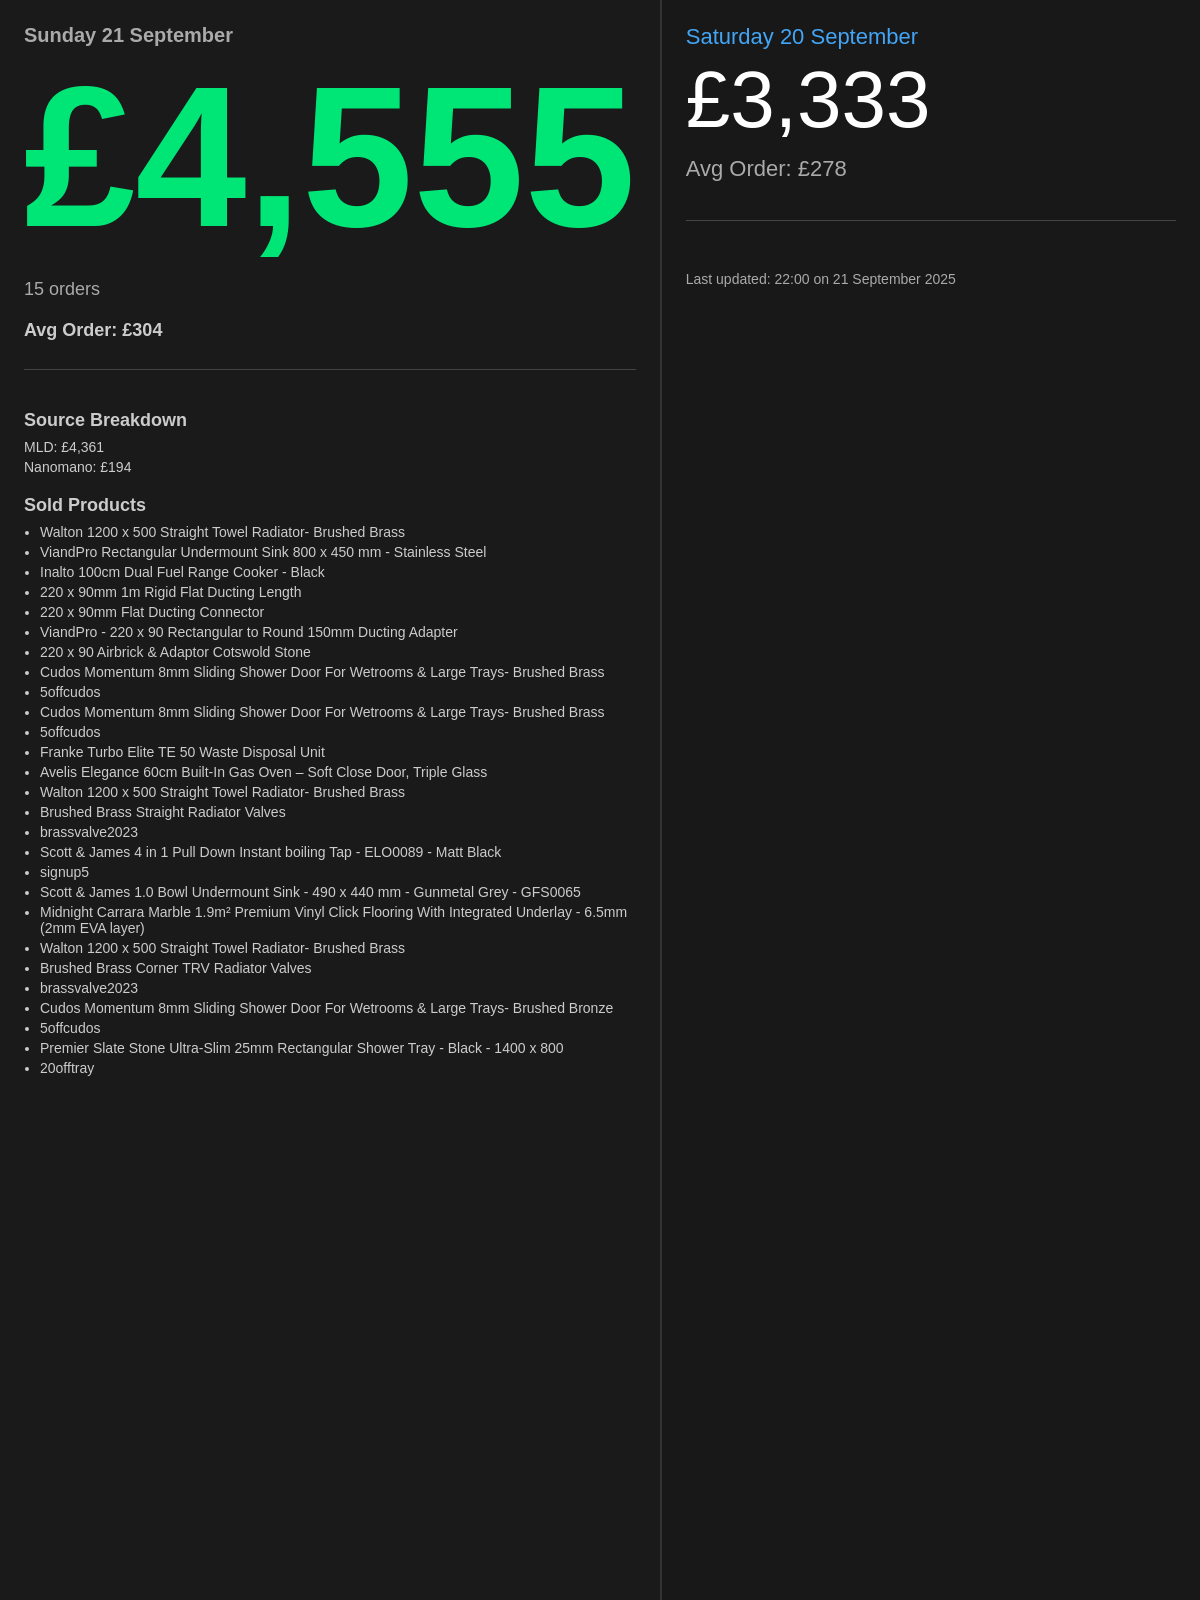 Sunday 21 September
£4,555
15 orders
Avg Order: £304
Source Breakdown
MLD: £4,361
Nanomano: £194
Sold Products
• Walton 1200 x 500 Straight Towel Radiator- Brushed Brass
• ViandPro Rectangular Undermount Sink 800 x 450 mm - Stainless Steel
• Inalto 100cm Dual Fuel Range Cooker - Black
• 220 x 90mm 1m Rigid Flat Ducting Length
• 220 x 90mm Flat Ducting Connector
• ViandPro - 220 x 90 Rectangular to Round 150mm Ducting Adapter
• 220 x 90 Airbrick & Adaptor Cotswold Stone
• Cudos Momentum 8mm Sliding Shower Door For Wetrooms & Large Trays- Brushed Brass
• 5offcudos
• Cudos Momentum 8mm Sliding Shower Door For Wetrooms & Large Trays- Brushed Brass
• 5offcudos
• Franke Turbo Elite TE 50 Waste Disposal Unit
• Avelis Elegance 60cm Built-In Gas Oven – Soft Close Door, Triple Glass
• Walton 1200 x 500 Straight Towel Radiator- Brushed Brass
• Brushed Brass Straight Radiator Valves
• brassvalve2023
• Scott & James 4 in 1 Pull Down Instant boiling Tap - ELO0089 - Matt Black
• signup5
• Scott & James 1.0 Bowl Undermount Sink - 490 x 440 mm - Gunmetal Grey - GFS0065
• Midnight Carrara Marble 1.9m² Premium Vinyl Click Flooring With Integrated Underlay - 6.5mm
(2mm EVA layer)
• Walton 1200 x 500 Straight Towel Radiator- Brushed Brass
• Brushed Brass Corner TRV Radiator Valves
• brassvalve2023
• Cudos Momentum 8mm Sliding Shower Door For Wetrooms & Large Trays- Brushed Bronze
• 5offcudos
• Premier Slate Stone Ultra-Slim 25mm Rectangular Shower Tray - Black - 1400 x 800
• 20offtray
Saturday 20 September
£3,333
Avg Order: £278
Last updated: 22:00 on 21 September 2025